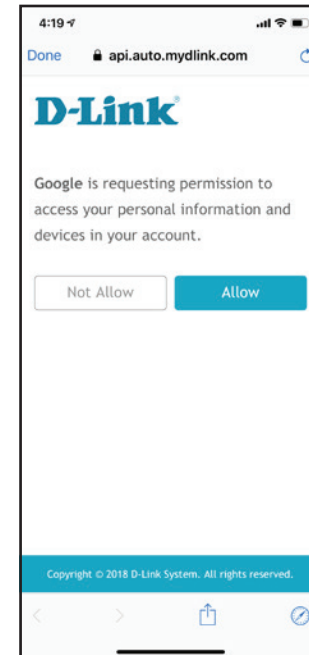 4:19
Done api.auto.mydlink.com
D-Link®
Google is requesting permission to
access your personal information and
devices in your account.
Not Allow Allow
Copyright © 2018 D-Link System. All rights reserved.